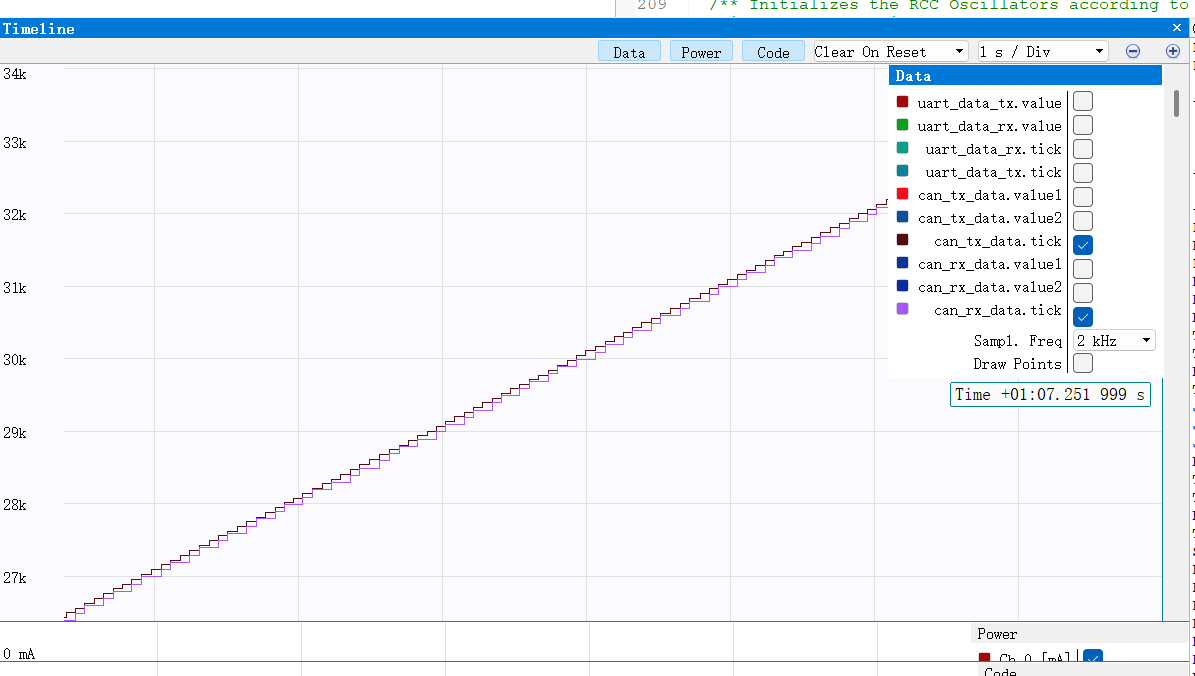 209 /** Initializes the RCC Oscillators according to
Timeline
Data Power Code Clear On Reset 1 s / Div
34k
33k
32k
31k
30k
29k
28k
27k
Data
uart_data_tx.value
uart_data_rx.value
uart_data_rx.tick
uart_data_tx.tick
can_tx_data.value1
can_tx_data.value2
can_tx_data.tick
can_rx_data.value1
can_rx_data.value2
can_rx_data.tick
Sampl. Freq 2 kHz
Draw Points
Time +01:07.251 999 s
Power
0 mA
Ch 0 [mA]
Code